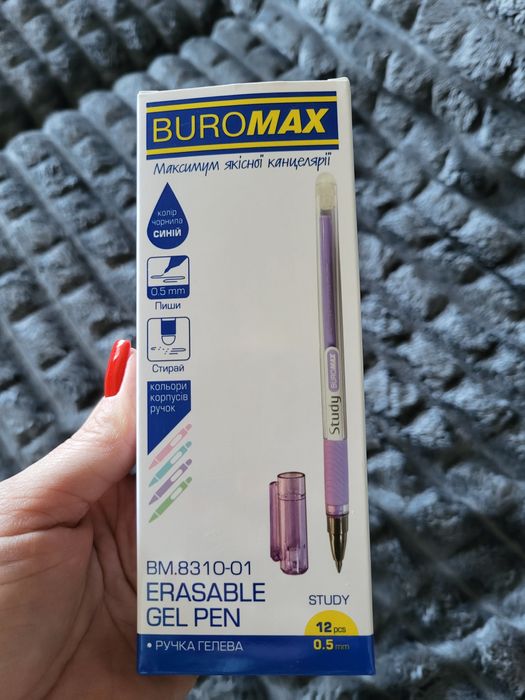 BUROMAX
Максимум якісної канцелярії
колір
чорнила
СИНІЙ
0.5 mm
Пиши
Стирай
кольори
корпусів
ручок
Study BUROMAX
BM.8310-01
ERASABLE
GEL PEN
STUDY
12 pcs
• РУЧКА ГЕЛЕВА
0.5 mm